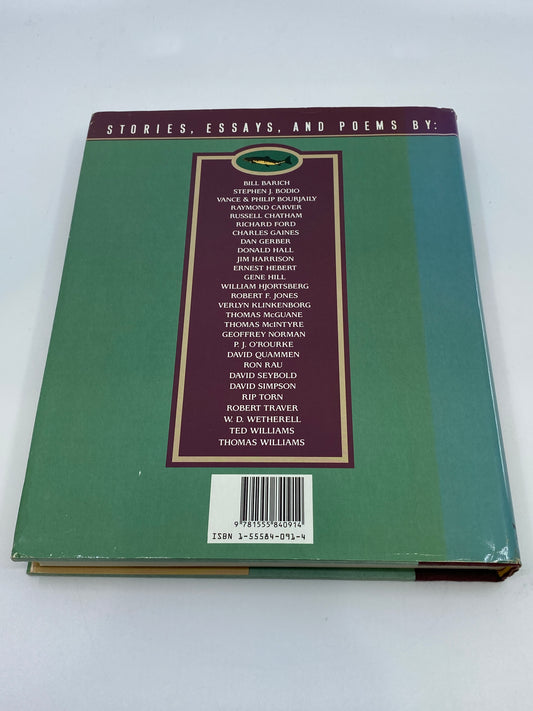 STORIES, ESSAYS, AND POEMS BY:
BILL BARICH
STEPHEN J. BODIO
VANCE & PHILIP BOURJAILY
RAYMOND CARVER
RUSSELL CHATHAM
RICHARD FORD
CHARLES GAINES
DAN GERBER
DONALD HALL
JIM HARRISON
ERNEST HEBERT
GENE HILL
WILLIAM HJORTSBERG
ROBERT F. JONES
VERLYN KLINKENBORG
THOMAS McGUANE
THOMAS McINTYRE
GEOFFREY NORMAN
P. J. O'ROURKE
DAVID QUAMMEN
RON RAU
DAVID SEYBOLD
DAVID SIMPSON
RIP TORN
ROBERT TRAVER
W. D. WETHERELL
TED WILLIAMS
THOMAS WILLIAMS
9 781555 840914
ISBN 1-55584-091-4